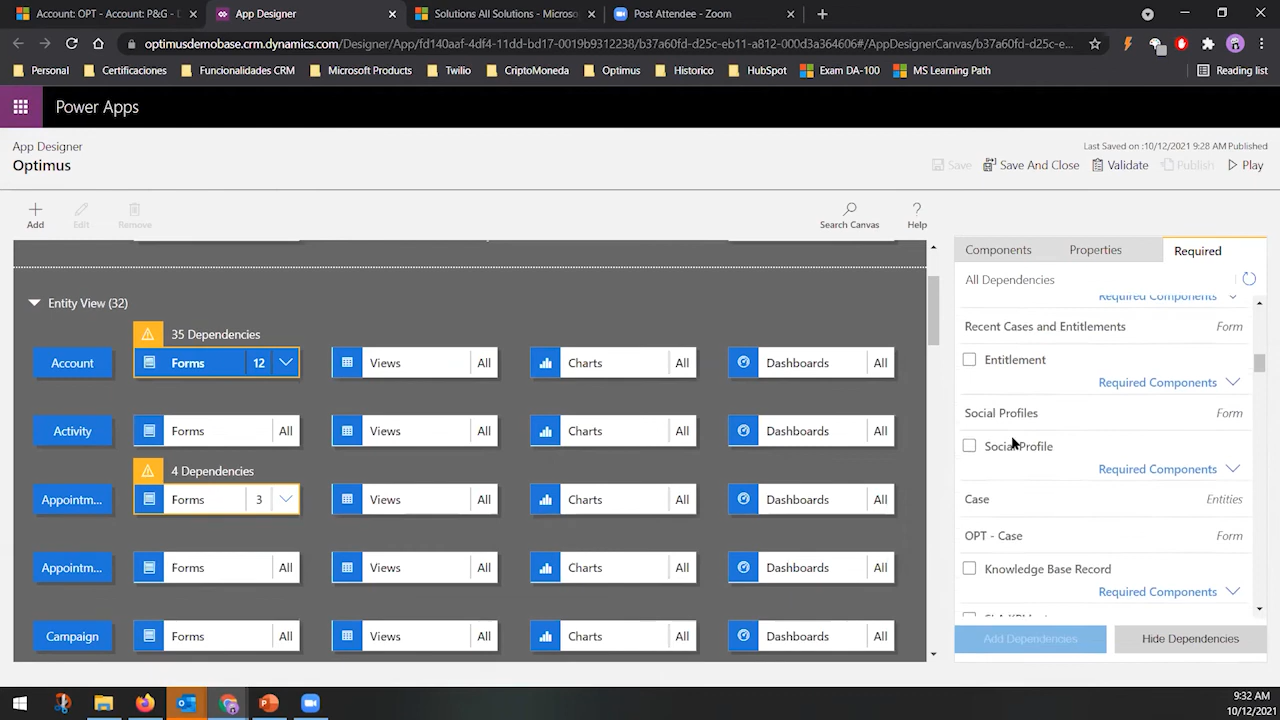 Account: OPT - Account: P&G - D
App Designer
Solutions All Solutions - Microso
Post Attendee - Zoom
optimusdemobase.crm.dynamics.com/Designer/App/fd140aaf-4df4-11dd-bd17-0019b9312238/b37a60fd-d25c-eb11-a812-000d3a364606#/AppDesignerCanvas/b37a60fd-d25c-e...
Personal
Certificaciones
Funcionalidades CRM
Microsoft Products
Twilio
CriptoMoneda
Optimus
Historico
HubSpot
Exam DA-100
MS Learning Path
Reading list
Power Apps
App Designer
Optimus
Last Saved on :10/12/2021 9:28 AM Published
Save
Save And Close
Validate
Publish
Play
Add
Edit
Remove
Search Canvas
Help
Components
Properties
Required
All Dependencies
Entity View (32)
35 Dependencies
Account
Forms 12
Views All
Charts All
Dashboards All
Activity
Forms All
Views All
Charts All
Dashboards All
4 Dependencies
Appointm...
Forms 3
Views All
Charts All
Dashboards All
Appointm...
Forms All
Views All
Charts All
Dashboards All
Campaign
Forms All
Views All
Charts All
Dashboards All
Required Components
Recent Cases and Entitlements Form
Entitlement
Required Components
Social Profiles Form
Social Profile
Required Components
Case Entities
OPT - Case Form
Knowledge Base Record
Required Components
Add Dependencies
Hide Dependencies
9:32 AM
10/12/2021